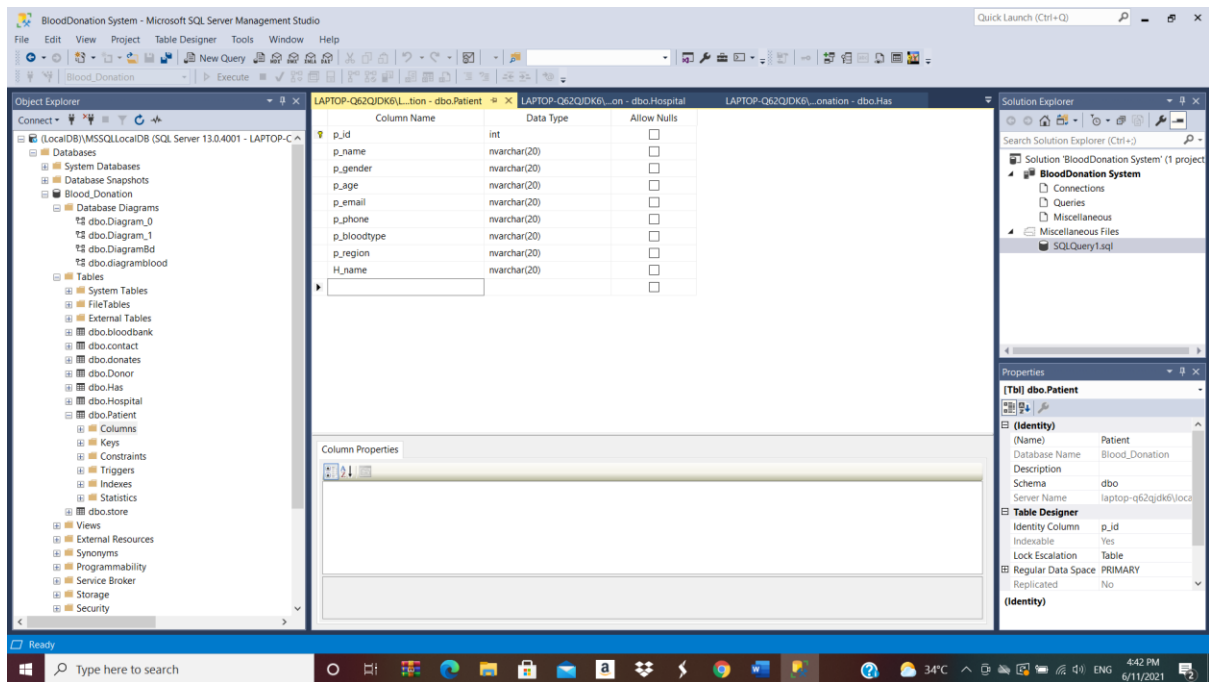 BloodDonation System - Microsoft SQL Server Management Studio
Quick Launch (Ctrl+Q)
File Edit View Project Table Designer Tools Window Help
New Query
Blood_Donation
Execute
Object Explorer
Connect
(LocalDB)\MSSQLLocalDB (SQL Server 13.0.4001 - LAPTOP-C
Databases
System Databases
Database Snapshots
Blood_Donation
Database Diagrams
dbo.Diagram_0
dbo.Diagram_1
dbo.DiagramBd
dbo.diagramblood
Tables
System Tables
FileTables
External Tables
dbo.bloodbank
dbo.contact
dbo.donates
dbo.Donor
dbo.Has
dbo.Hospital
dbo.Patient
Columns
Keys
Constraints
Triggers
Indexes
Statistics
dbo.store
Views
External Resources
Synonyms
Programmability
Service Broker
Storage
Security
LAPTOP-Q62QJDK6\L...tion - dbo.Patient LAPTOP-Q62QJDK6\...on - dbo.Hospital LAPTOP-Q62QJDK6\...onation - dbo.Has
Column Name Data Type Allow Nulls
p_id int
p_name nvarchar(20)
p_gender nvarchar(20)
p_age nvarchar(20)
p_email nvarchar(20)
p_phone nvarchar(20)
p_bloodtype nvarchar(20)
p_region nvarchar(20)
H_name nvarchar(20)
Column Properties
Solution Explorer
Search Solution Explorer (Ctrl+;)
Solution 'BloodDonation System' (1 project
BloodDonation System
Connections
Queries
Miscellaneous
Miscellaneous Files
SQLQuery1.sql
Properties
[Tbl] dbo.Patient
(Identity)
(Name) Patient
Database Name Blood_Donation
Description
Schema dbo
Server Name laptop-q62qjdk6\loca
Table Designer
Identity Column p_id
Indexable Yes
Lock Escalation Table
Regular Data Space PRIMARY
Replicated No
(Identity)
Ready
Type here to search
34°C ENG 4:42 PM
6/11/2021